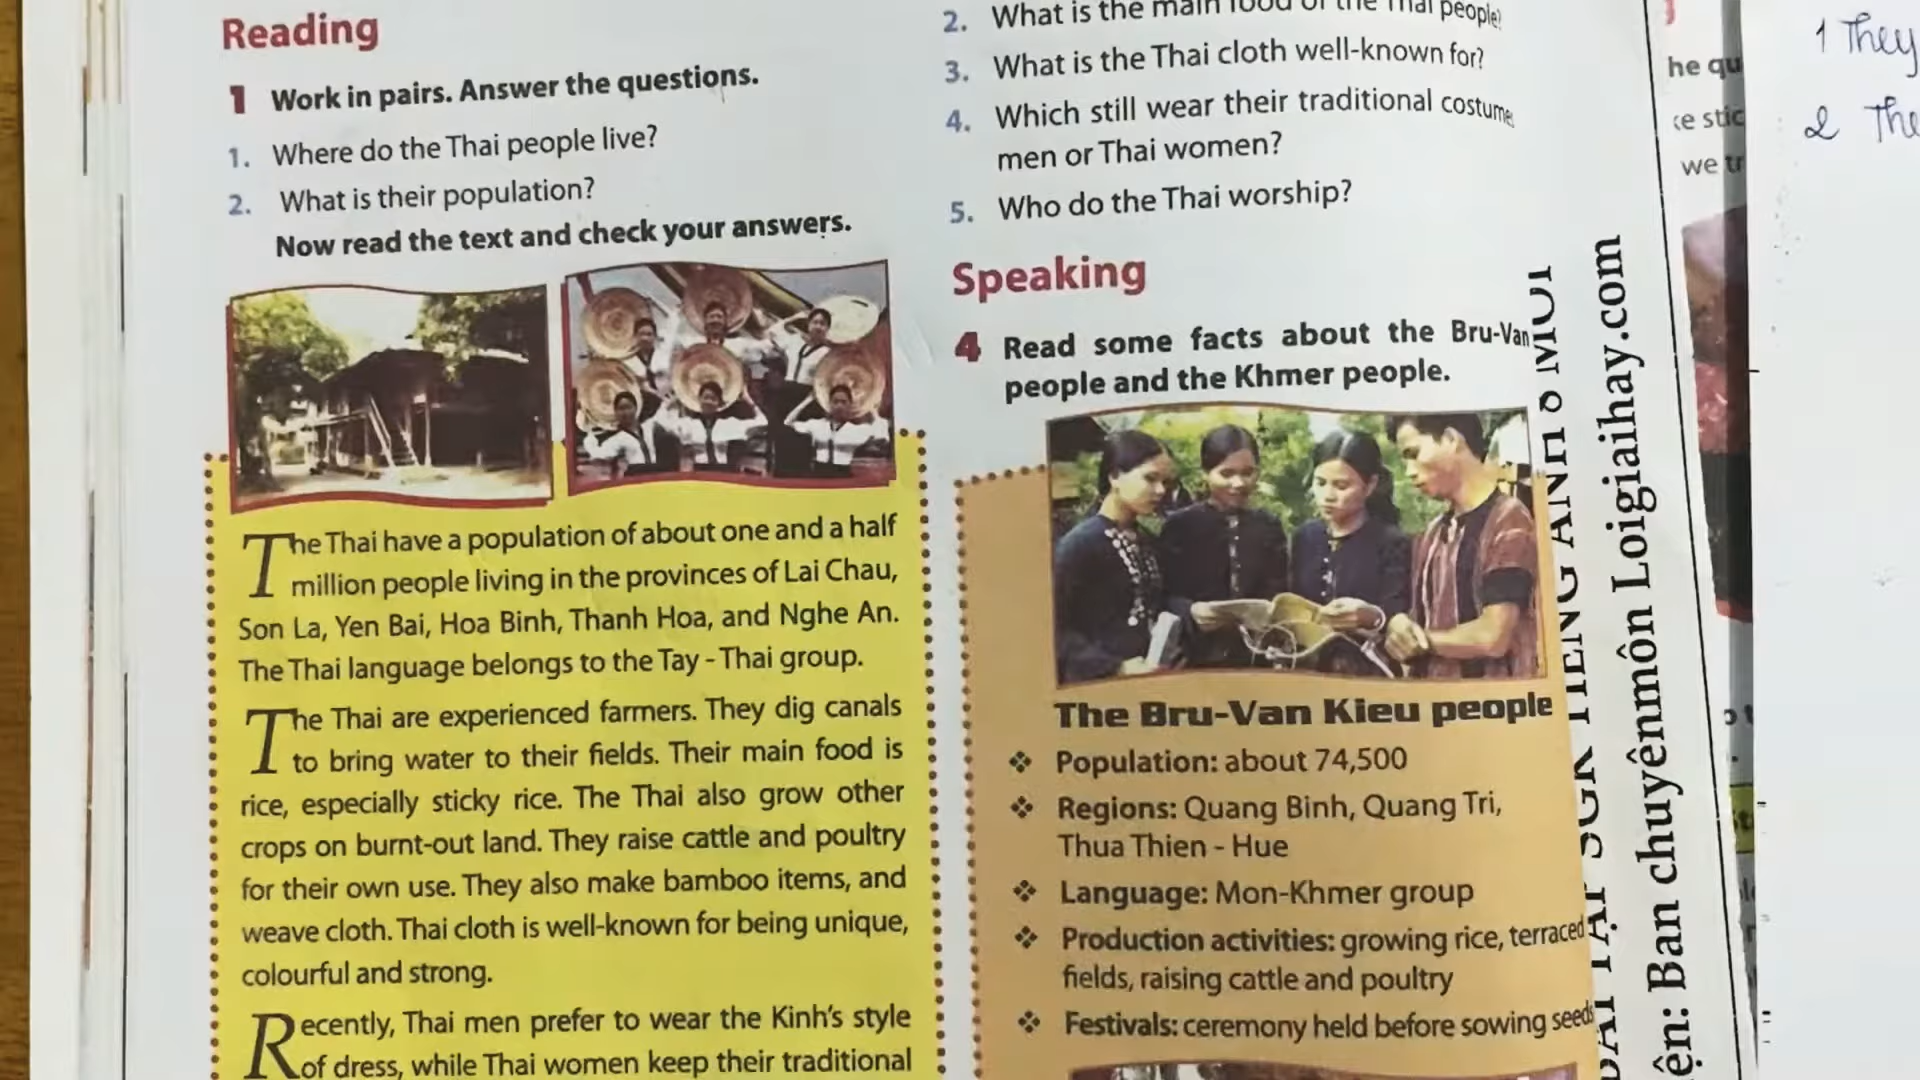 Reading
1 Work in pairs. Answer the questions.
1. Where do the Thai people live?
2. What is their population?
Now read the text and check your answers.
The Thai have a population of about one and a half
million people living in the provinces of Lai Chau,
Son La, Yen Bai, Hoa Binh, Thanh Hoa, and Nghe An.
The Thai language belongs to the Tay - Thai group.
The Thai are experienced farmers. They dig canals
to bring water to their fields. Their main food is
rice, especially sticky rice. The Thai also grow other
crops on burnt-out land. They raise cattle and poultry
for their own use. They also make bamboo items, and
weave cloth. Thai cloth is well-known for being unique,
colourful and strong.
Recently, Thai men prefer to wear the Kinh's style
of dress, while Thai women keep their traditional
2. What is the main food of the Thai people?
3. What is the Thai cloth well-known for?
4. Which still wear their traditional
men or Thai women?
5. Who do the Thai worship?
Speaking
4 Read some facts about the Bru-Van
people and the Khmer people.
The Bru-Van Kieu people
❖ Population: about 74,500
❖ Regions: Quang Binh, Quang Tri,
Thua Thien - Hue
❖ Language: Mon-Khmer group
❖ Production activities: growing rice, terraced
fields, raising cattle and poultry
❖ Festivals: ceremony held before sowing seeds
TIẾNG ANH 8 MỚI
Ban chuyênmôn Loigiaihay.com
he
we
1 They
2